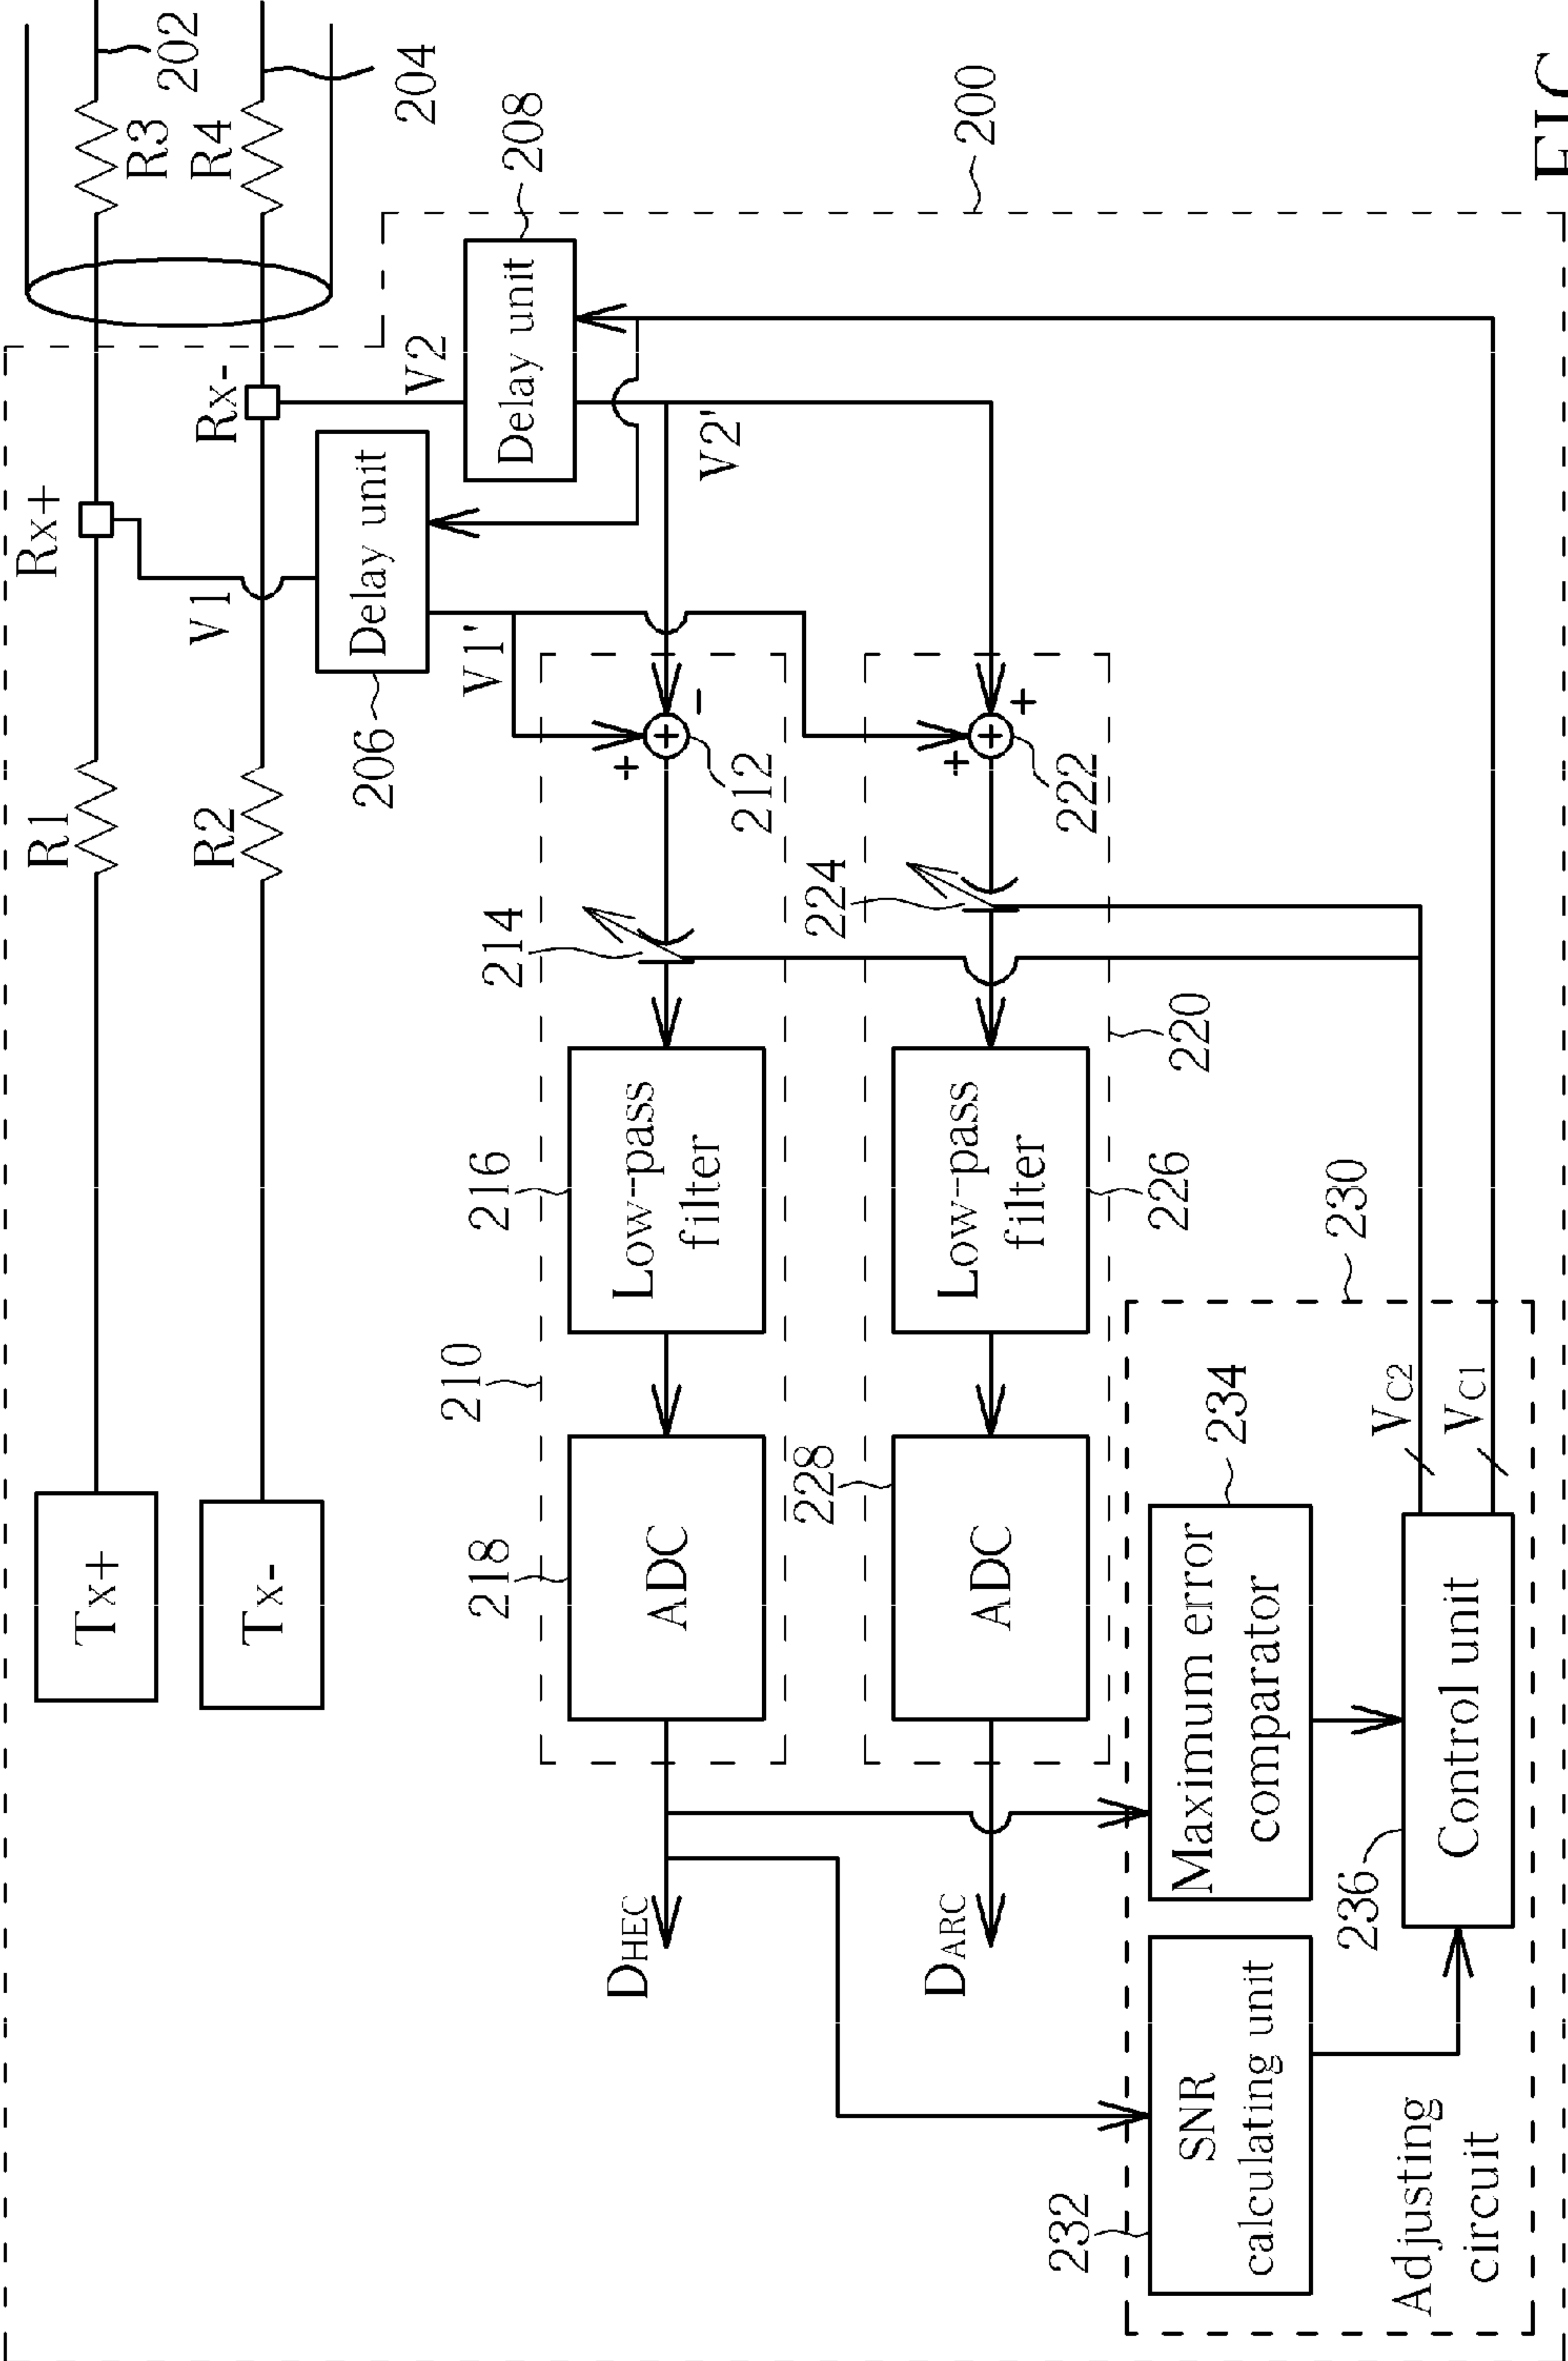 Tx+
R1
Rx+
R3
202
Tx-
R2
Rx-
R4
204
V1
V2
206
Delay unit
Delay unit
208
V1'
V2'
200
210
218
ADC
216
Low-pass
filter
214
+
-
+
212
DHEC
228
ADC
Low-pass
filter
226
224
+
+
+
222
220
DARC
232
SNR
calculating unit
Maximum error
comparator
234
230
236
Control unit
VC2
VC1
Adjusting
circuit